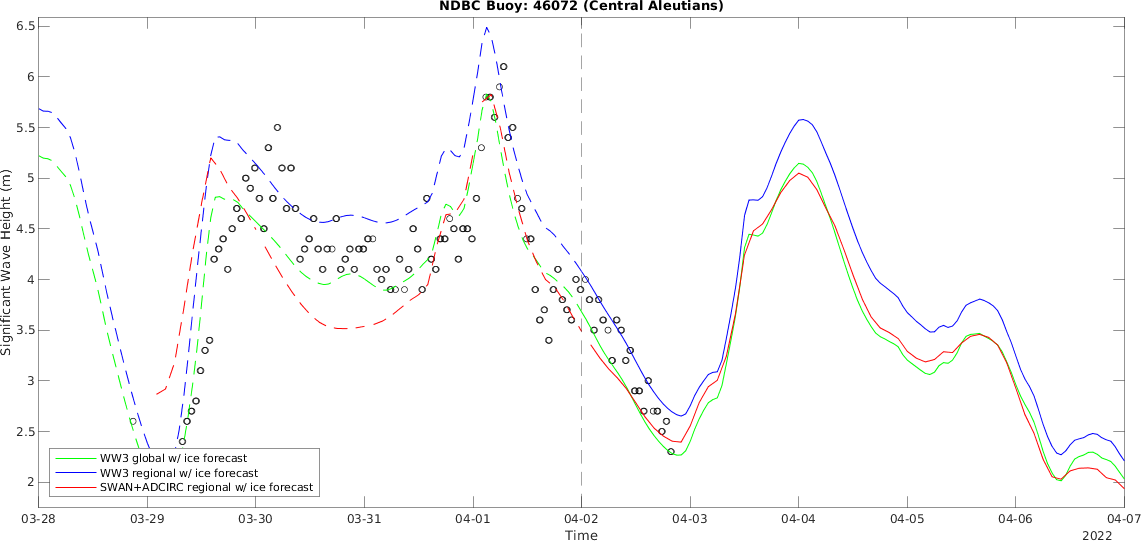 NDBC Buoy: 46072 (Central Aleutians)
Significant Wave Height (m)
6.5
6
5.5
5
4.5
4
3.5
3
2.5
2
WW3 global w/ ice forecast
WW3 regional w/ ice forecast
SWAN+ADCIRC regional w/ ice forecast
03-28 03-29 03-30 03-31 04-01 04-02 04-03 04-04 04-05 04-06 04-07
Time
2022